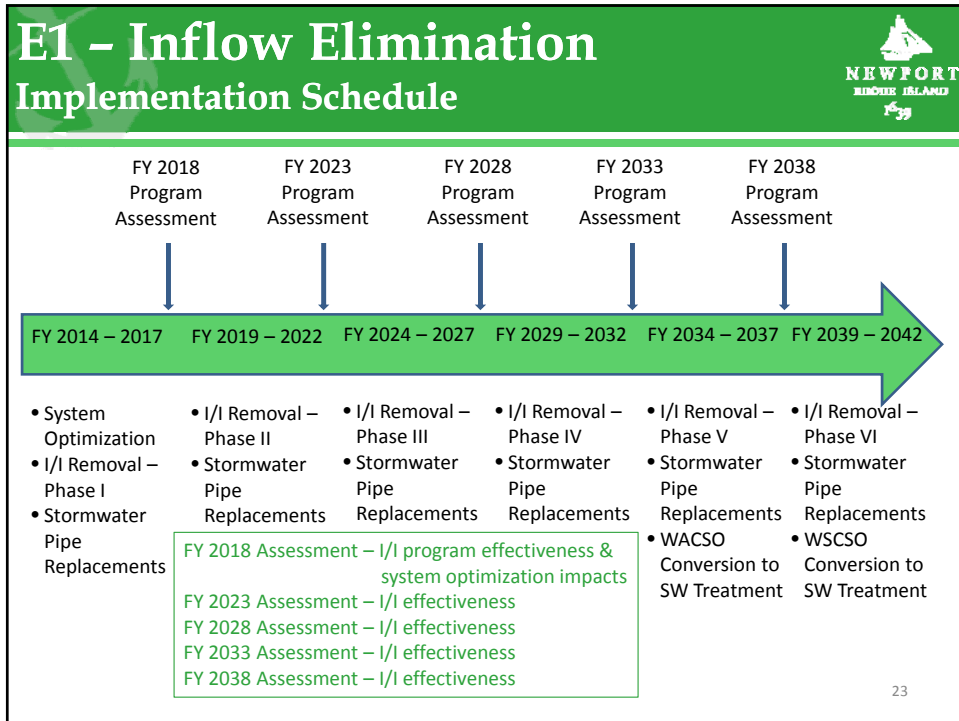 E1 – Inflow Elimination
Implementation Schedule
NEWPORT
RHODE ISLAND
1639
FY 2018
Program
Assessment
FY 2023
Program
Assessment
FY 2028
Program
Assessment
FY 2033
Program
Assessment
FY 2038
Program
Assessment
FY 2014 – 2017
FY 2019 – 2022
FY 2024 – 2027
FY 2029 – 2032
FY 2034 – 2037
FY 2039 – 2042
• System
Optimization
• I/I Removal –
Phase I
• Stormwater
Pipe
Replacements
• I/I Removal –
Phase II
• Stormwater
Pipe
Replacements
• I/I Removal –
Phase III
• Stormwater
Pipe
Replacements
• I/I Removal –
Phase IV
• Stormwater
Pipe
Replacements
• I/I Removal –
Phase V
• Stormwater
Pipe
Replacements
• WACSO
Conversion to
SW Treatment
• I/I Removal –
Phase VI
• Stormwater
Pipe
Replacements
• WSCSO
Conversion to
SW Treatment
FY 2018 Assessment – I/I program effectiveness &
system optimization impacts
FY 2023 Assessment – I/I effectiveness
FY 2028 Assessment – I/I effectiveness
FY 2033 Assessment – I/I effectiveness
FY 2038 Assessment – I/I effectiveness
23